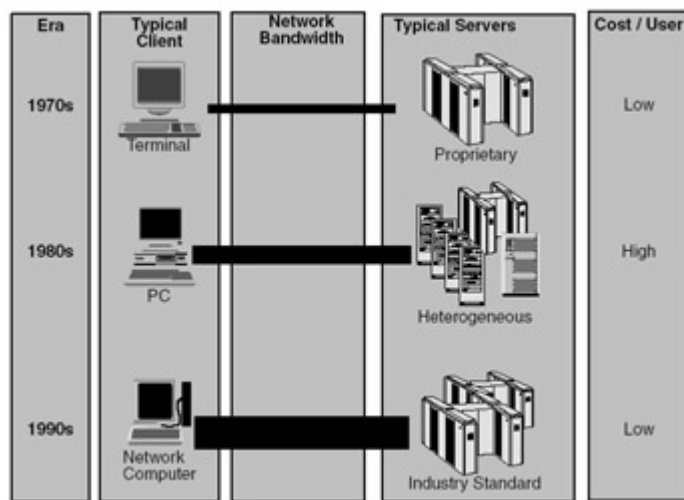 Era
Typical
Client
Network
Bandwidth
Typical Servers
Cost / User
1970s
Terminal
Proprietary
Low
1980s
PC
Heterogeneous
High
1990s
Network
Computer
Industry Standard
Low